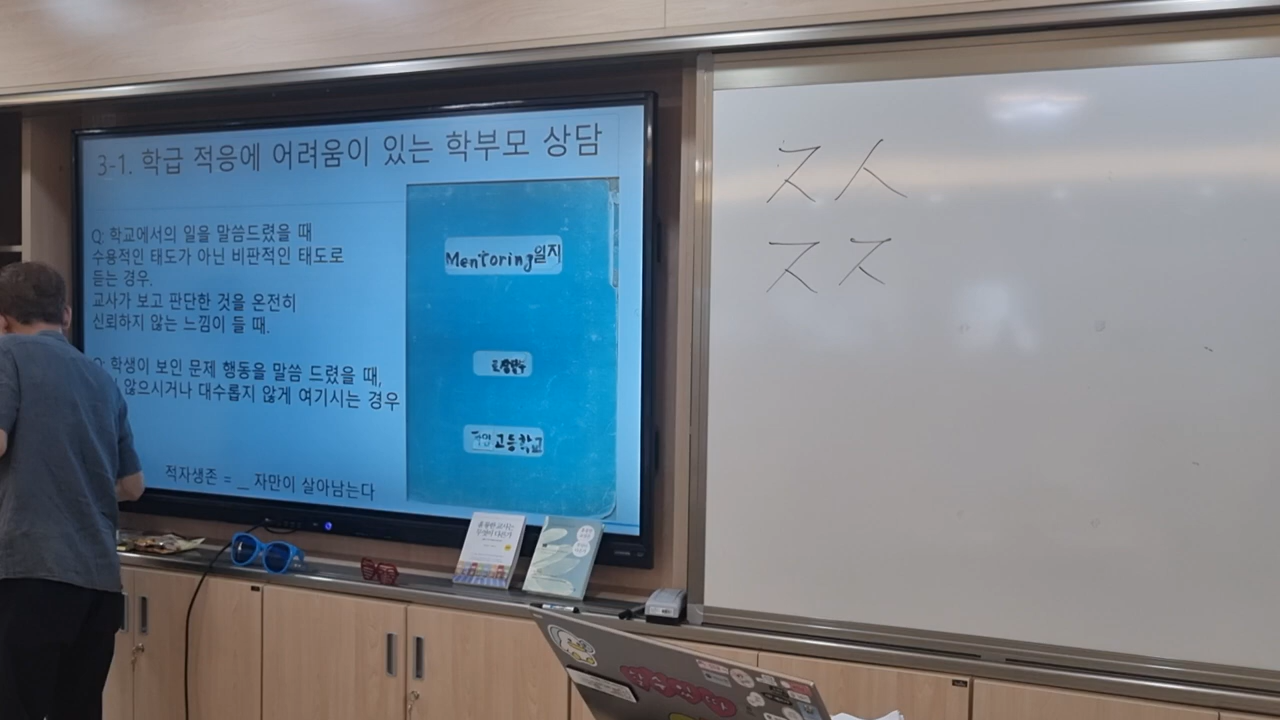 3-1. 학급 적응에 어려움이 있는 학부모 상담
Q: 학교에서의 일을 말씀드렸을 때
수용적인 태도가 아닌 비판적인 태도로
듣는 경우.
교사가 보고 판단한 것을 온전히
신뢰하지 않는 느낌이 들 때.
Q: 학생이 보인 문제 행동을 말씀 드렸을 때,
않으시거나 대수롭지 않게 여기시는 경우
적자생존 = __ 자만이 살아남는다
Mentoring일지
고등학교
ㅈㅅ
ㅈㅈ